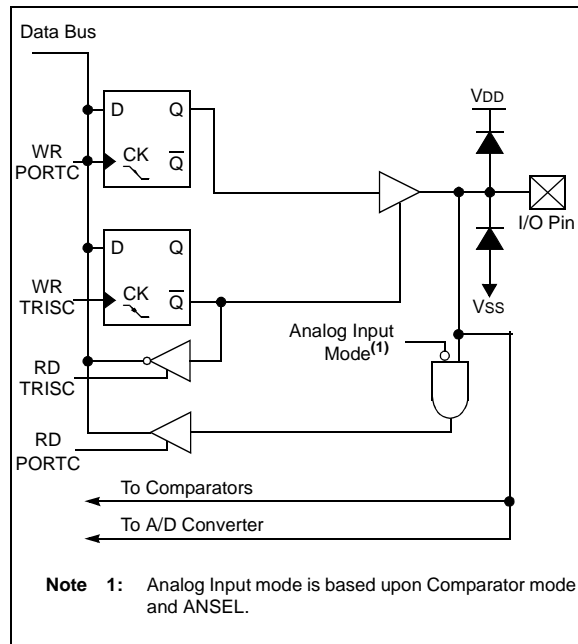 Data Bus
D Q
VDD
WR
PORTC
CK
Q
I/O Pin
D Q
WR
TRISC
CK
Q
VSS
Analog Input
Mode(1)
RD
TRISC
RD
PORTC
To Comparators
To A/D Converter
Note 1: Analog Input mode is based upon Comparator mode
and ANSEL.